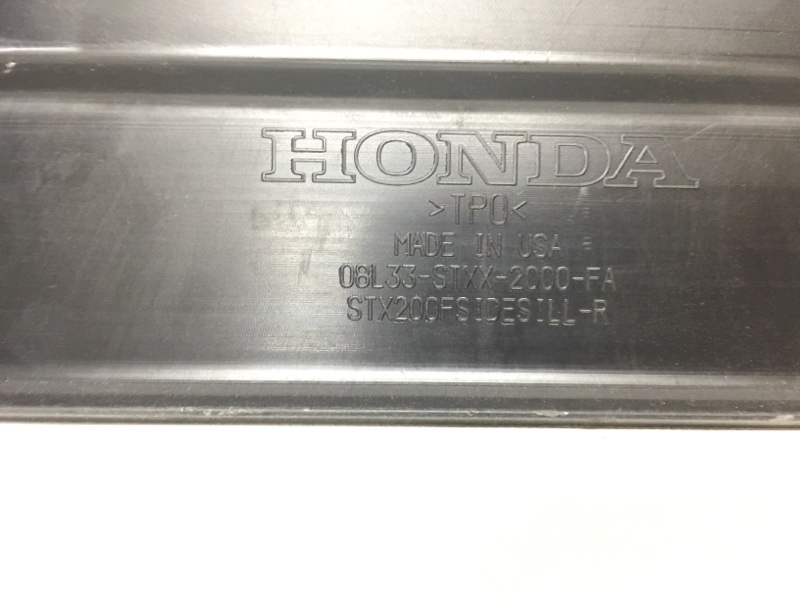 HONDA
>TPO<
MADE IN USA
08L33-STXX-2000-FA
STX200FSIDESILL-R